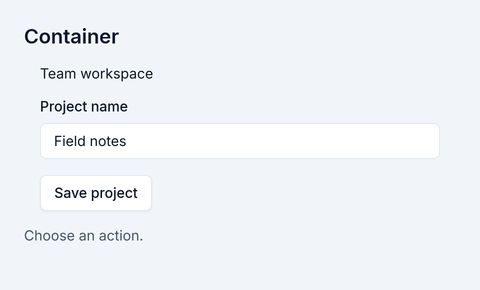 Container
Team workspace
Project name
Field notes
Save project
Choose an action.